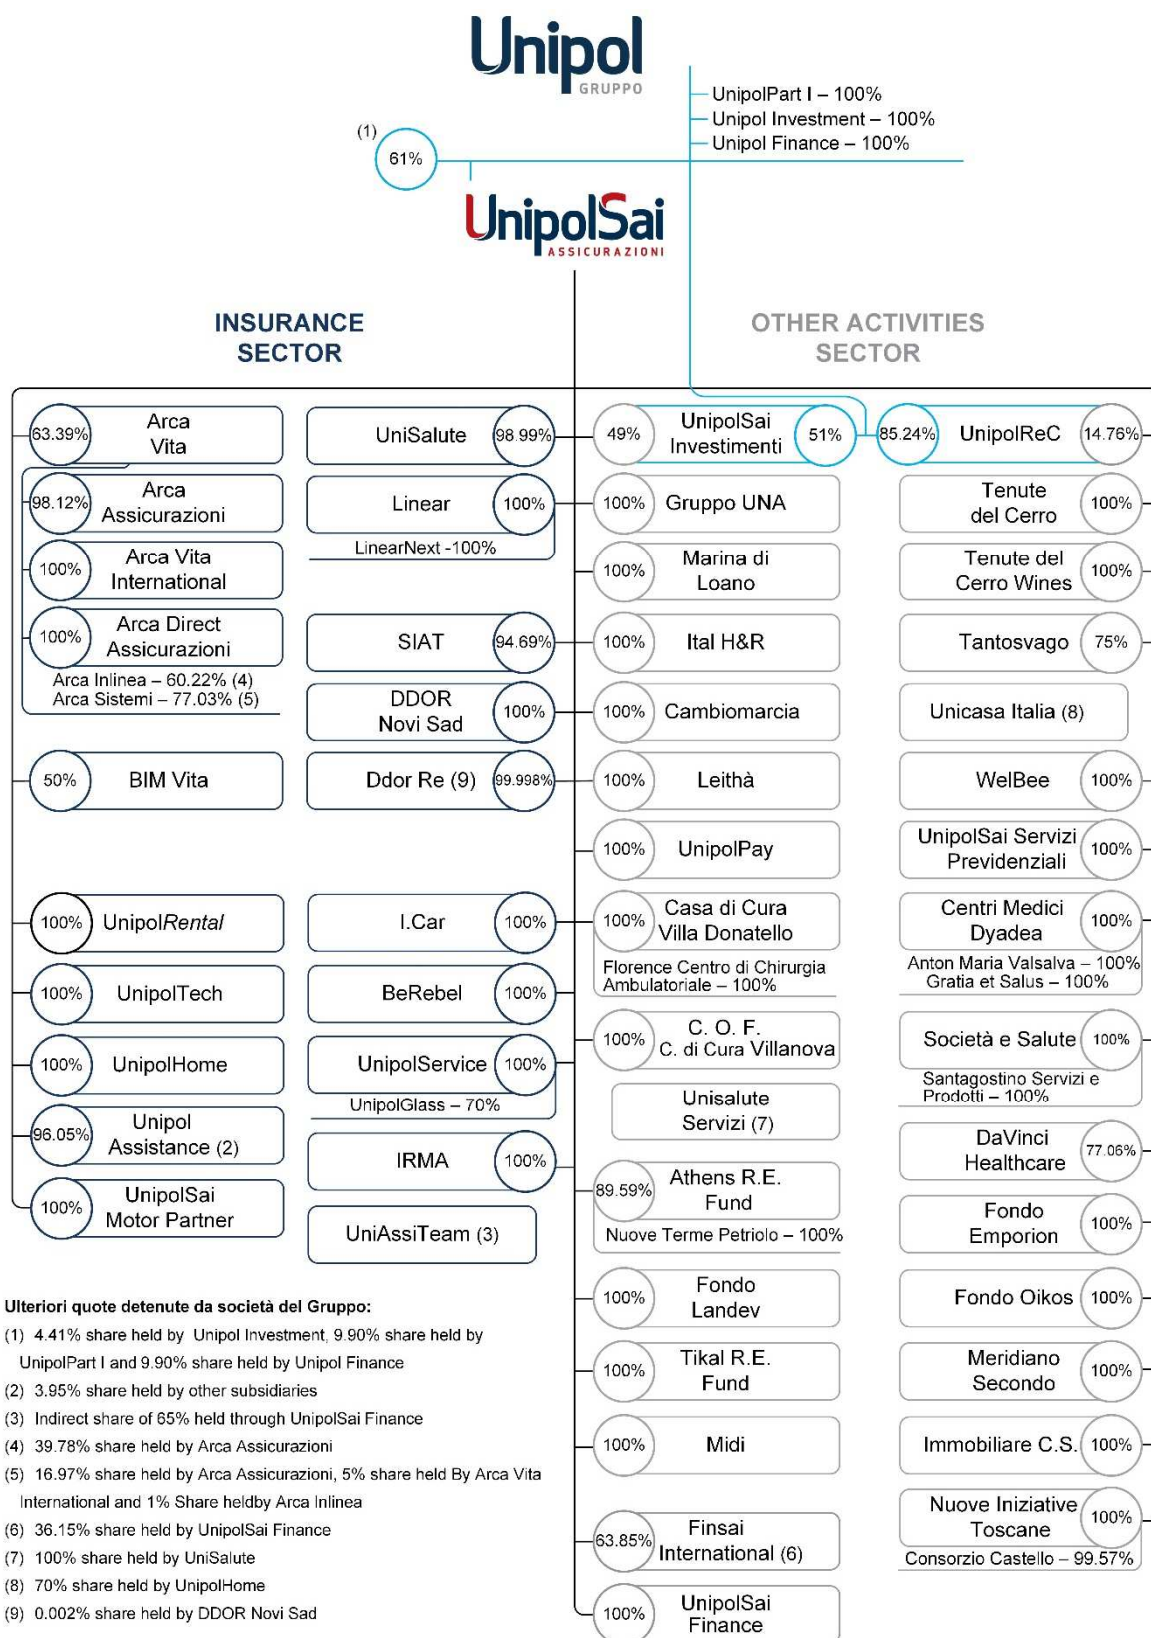 Unipol
GRUPPO
UnipolPart I – 100%
Unipol Investment – 100%
Unipol Finance – 100%
(1)
61%
UnipolSai
ASSICURAZIONI
INSURANCE
SECTOR
OTHER ACTIVITIES
SECTOR
63.39%
Arca
Vita
98.12%
Arca
Assicurazioni
100%
Arca Vita
International
100%
Arca Direct
Assicurazioni
Arca Inlinea – 60.22% (4)
Arca Sistemi – 77.03% (5)
50%
BIM Vita
100%
UnipolRental
100%
UnipolTech
100%
UnipolHome
96.05%
Unipol
Assistance (2)
100%
UnipolSai
Motor Partner
UniSalute
98.99%
Linear
100%
LinearNext -100%
SIAT
94.69%
DDOR
Novi Sad
100%
Ddor Re (9)
99.998%
I.Car
100%
BeRebel
100%
UnipolService
100%
UnipolGlass – 70%
IRMA
100%
UniAssiTeam (3)
49%
UnipolSai
Investimenti
51%
100%
Gruppo UNA
100%
Marina di
Loano
100%
Ital H&R
100%
Cambiomarcia
100%
Leithà
100%
UnipolPay
100%
Casa di Cura
Villa Donatello
Florence Centro di Chirurgia
Ambulatoriale – 100%
100%
C. O. F.
C. di Cura Villanova
Unisalute
Servizi (7)
89.59%
Athens R.E.
Fund
Nuove Terme Petriolo – 100%
100%
Fondo
Landev
100%
Tikal R.E.
Fund
100%
Midi
63.85%
Finsai
International (6)
100%
UnipolSai
Finance
85.24%
UnipolReC
14.76%
Tenute
del Cerro
100%
Tenute del
Cerro Wines
100%
Tantosvago
75%
Unicasa Italia (8)
WelBee
100%
UnipolSai Servizi
Previdenziali
100%
Centri Medici
Dyadea
100%
Anton Maria Valsalva – 100%
Gratia et Salus – 100%
Società e Salute
100%
Santagostino Servizi e
Prodotti – 100%
DaVinci
Healthcare
77.06%
Fondo
Emporion
100%
Fondo Oikos
100%
Meridiano
Secondo
100%
Immobiliare C.S.
100%
Nuove Iniziative
Toscane
100%
Consorzio Castello – 99.57%
Ulteriori quote detenute da società del Gruppo:
(1) 4.41% share held by Unipol Investment, 9.90% share held by
UnipolPart I and 9.90% share held by Unipol Finance
(2) 3.95% share held by other subsidiaries
(3) Indirect share of 65% held through UnipolSai Finance
(4) 39.78% share held by Arca Assicurazioni
(5) 16.97% share held by Arca Assicurazioni, 5% share held By Arca Vita
International and 1% Share heldby Arca Inlinea
(6) 36.15% share held by UnipolSai Finance
(7) 100% share held by UniSalute
(8) 70% share held by UnipolHome
(9) 0.002% share held by DDOR Novi Sad